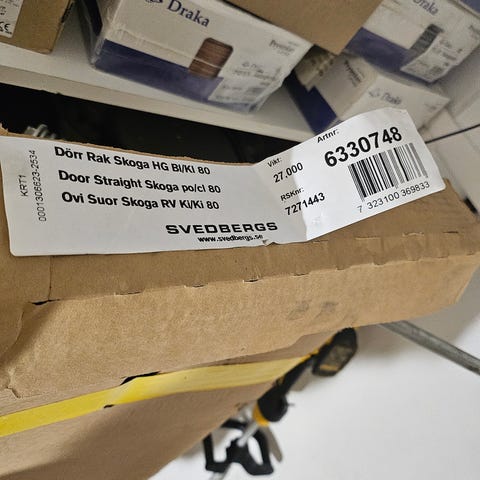 Draka
Draka
Draka
KRT1
0001306623-2534
Dörr Rak Skoga HG Bl/Kl 80
Door Straight Skoga po/cl 80
Ovi Suor Skoga RV Ki/Ki 80
SVEDBERGS
www.svedbergs.se
Vikt:
27.000
RSKnr:
7271443
Artnr:
6330748
7 323100 369833